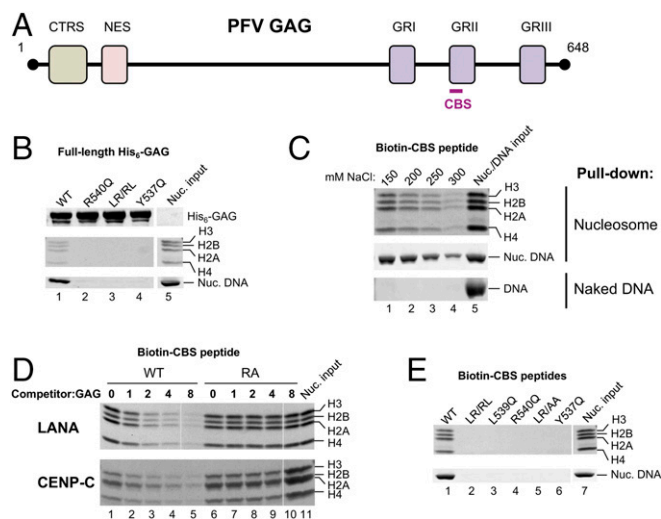 A
PFV GAG
CTRS NES GRI GRII GRIII
1 648
CBS
B
Full-length His6-GAG
WT R540Q LR/RL Y537Q Nuc. input
His6-GAG
H3
H2B
H2A
H4
Nuc. DNA
1 2 3 4 5
C
Biotin-CBS peptide
mM NaCl: 150 200 250 300 Nuc./DNA input
Pull-down:
H3
H2B
H2A
H4
Nucleosome
Nuc. DNA
DNA
Naked DNA
1 2 3 4 5
D
Biotin-CBS peptide
WT RA
Competitor:GAG 0 1 2 4 8 0 1 2 4 8 Nuc. input
LANA
H3
H2B
H2A
H4
CENP-C
H3
H2B
H2A
H4
1 2 3 4 5 6 7 8 9 10 11
E
Biotin-CBS peptides
WT LR/RL L539Q R540Q LR/AA Y537Q Nuc. input
H3
H2B
H2A
H4
Nuc. DNA
1 2 3 4 5 6 7